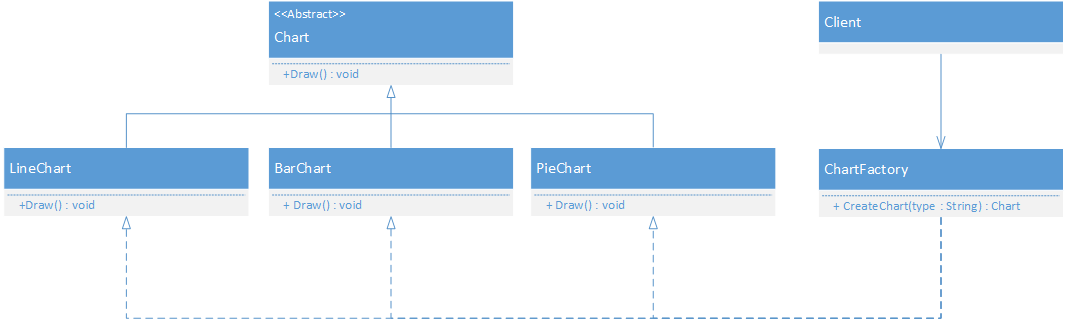 <<Abstract>>
Chart
+Draw() : void
Client
LineChart
+Draw() : void
BarChart
+ Draw() : void
PieChart
+ Draw() : void
ChartFactory
+ CreateChart(type : String) : Chart